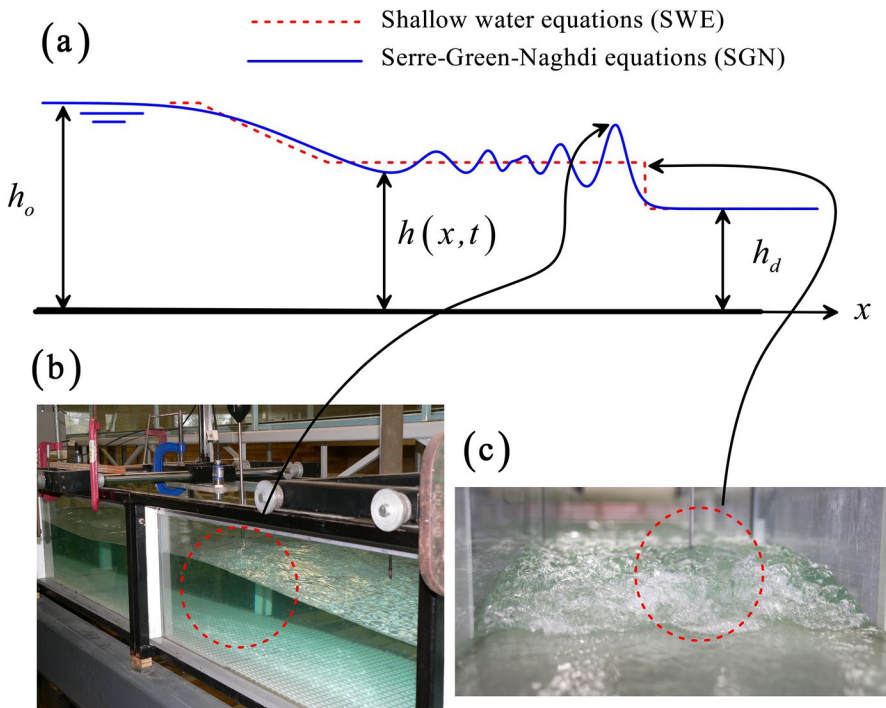 (a)
Shallow water equations (SWE)
Serre-Green-Naghdi equations (SGN)
h_o
h(x,t)
h_d
x
(b)
(c)